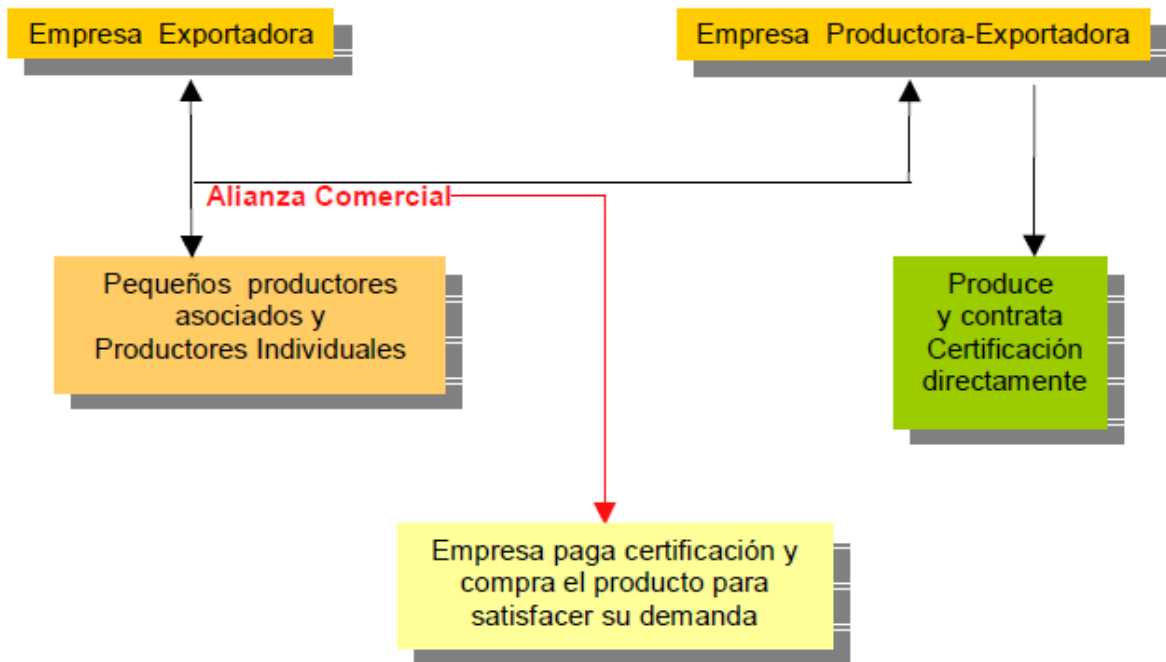 Empresa Exportadora
Empresa Productora-Exportadora
Alianza Comercial
Pequeños productores
asociados y
Productores Individuales
Produce
y contrata
Certificación
directamente
Empresa paga certificación y
compra el producto para
satisfacer su demanda